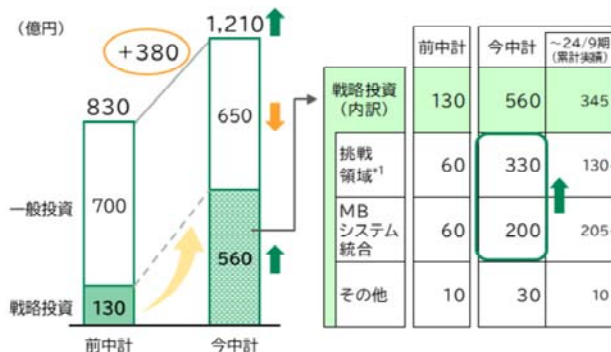 (億円)
1,210
+380
830
650
一般投資
700
560
戦略投資
130
前中計
今中計
前中計
今中計
~24/9期
(累計実績)
戦略投資
(内訳)
130
560
345
挑戦
領域*1
60
330
130
MB
システム
統合
60
200
205
その他
10
30
10